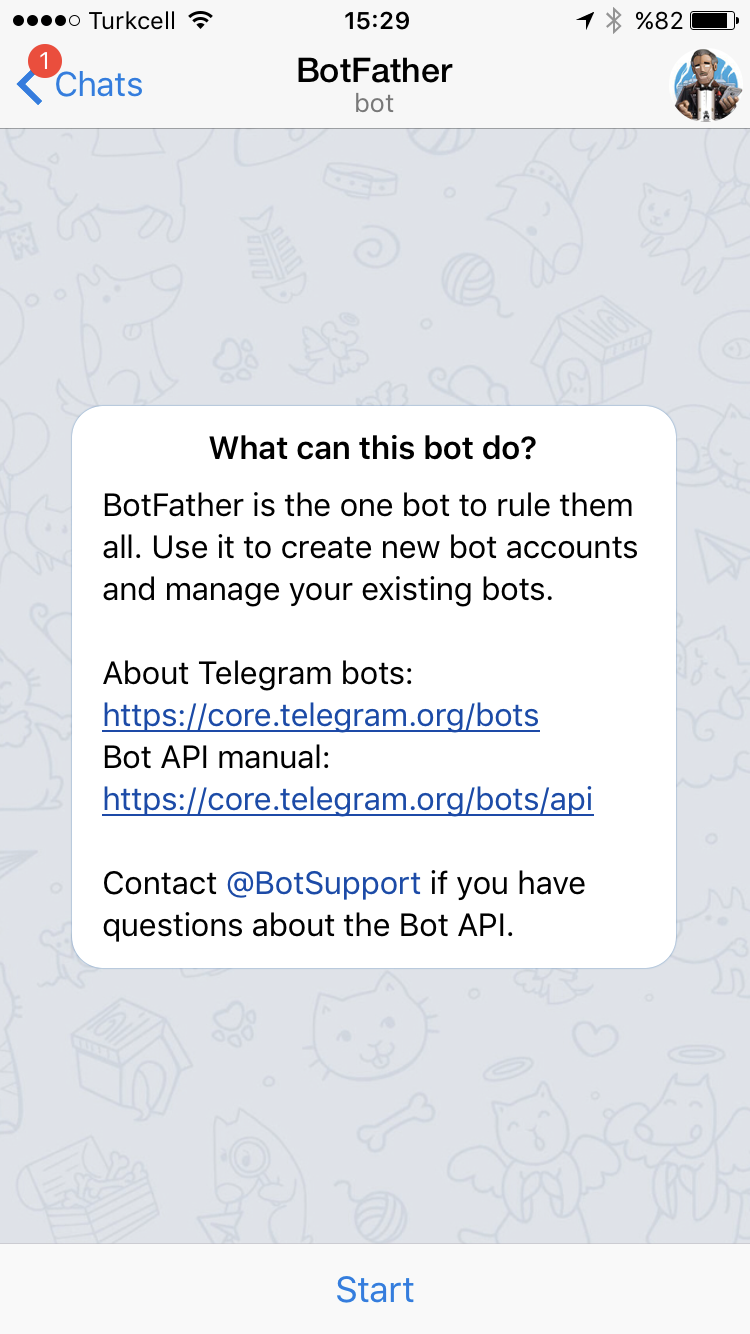 Turkcell 15:29 %82
1
Chats
BotFather
bot
What can this bot do?
BotFather is the one bot to rule them
all. Use it to create new bot accounts
and manage your existing bots.
About Telegram bots:
https://core.telegram.org/bots
Bot API manual:
https://core.telegram.org/bots/api
Contact @BotSupport if you have
questions about the Bot API.
Start